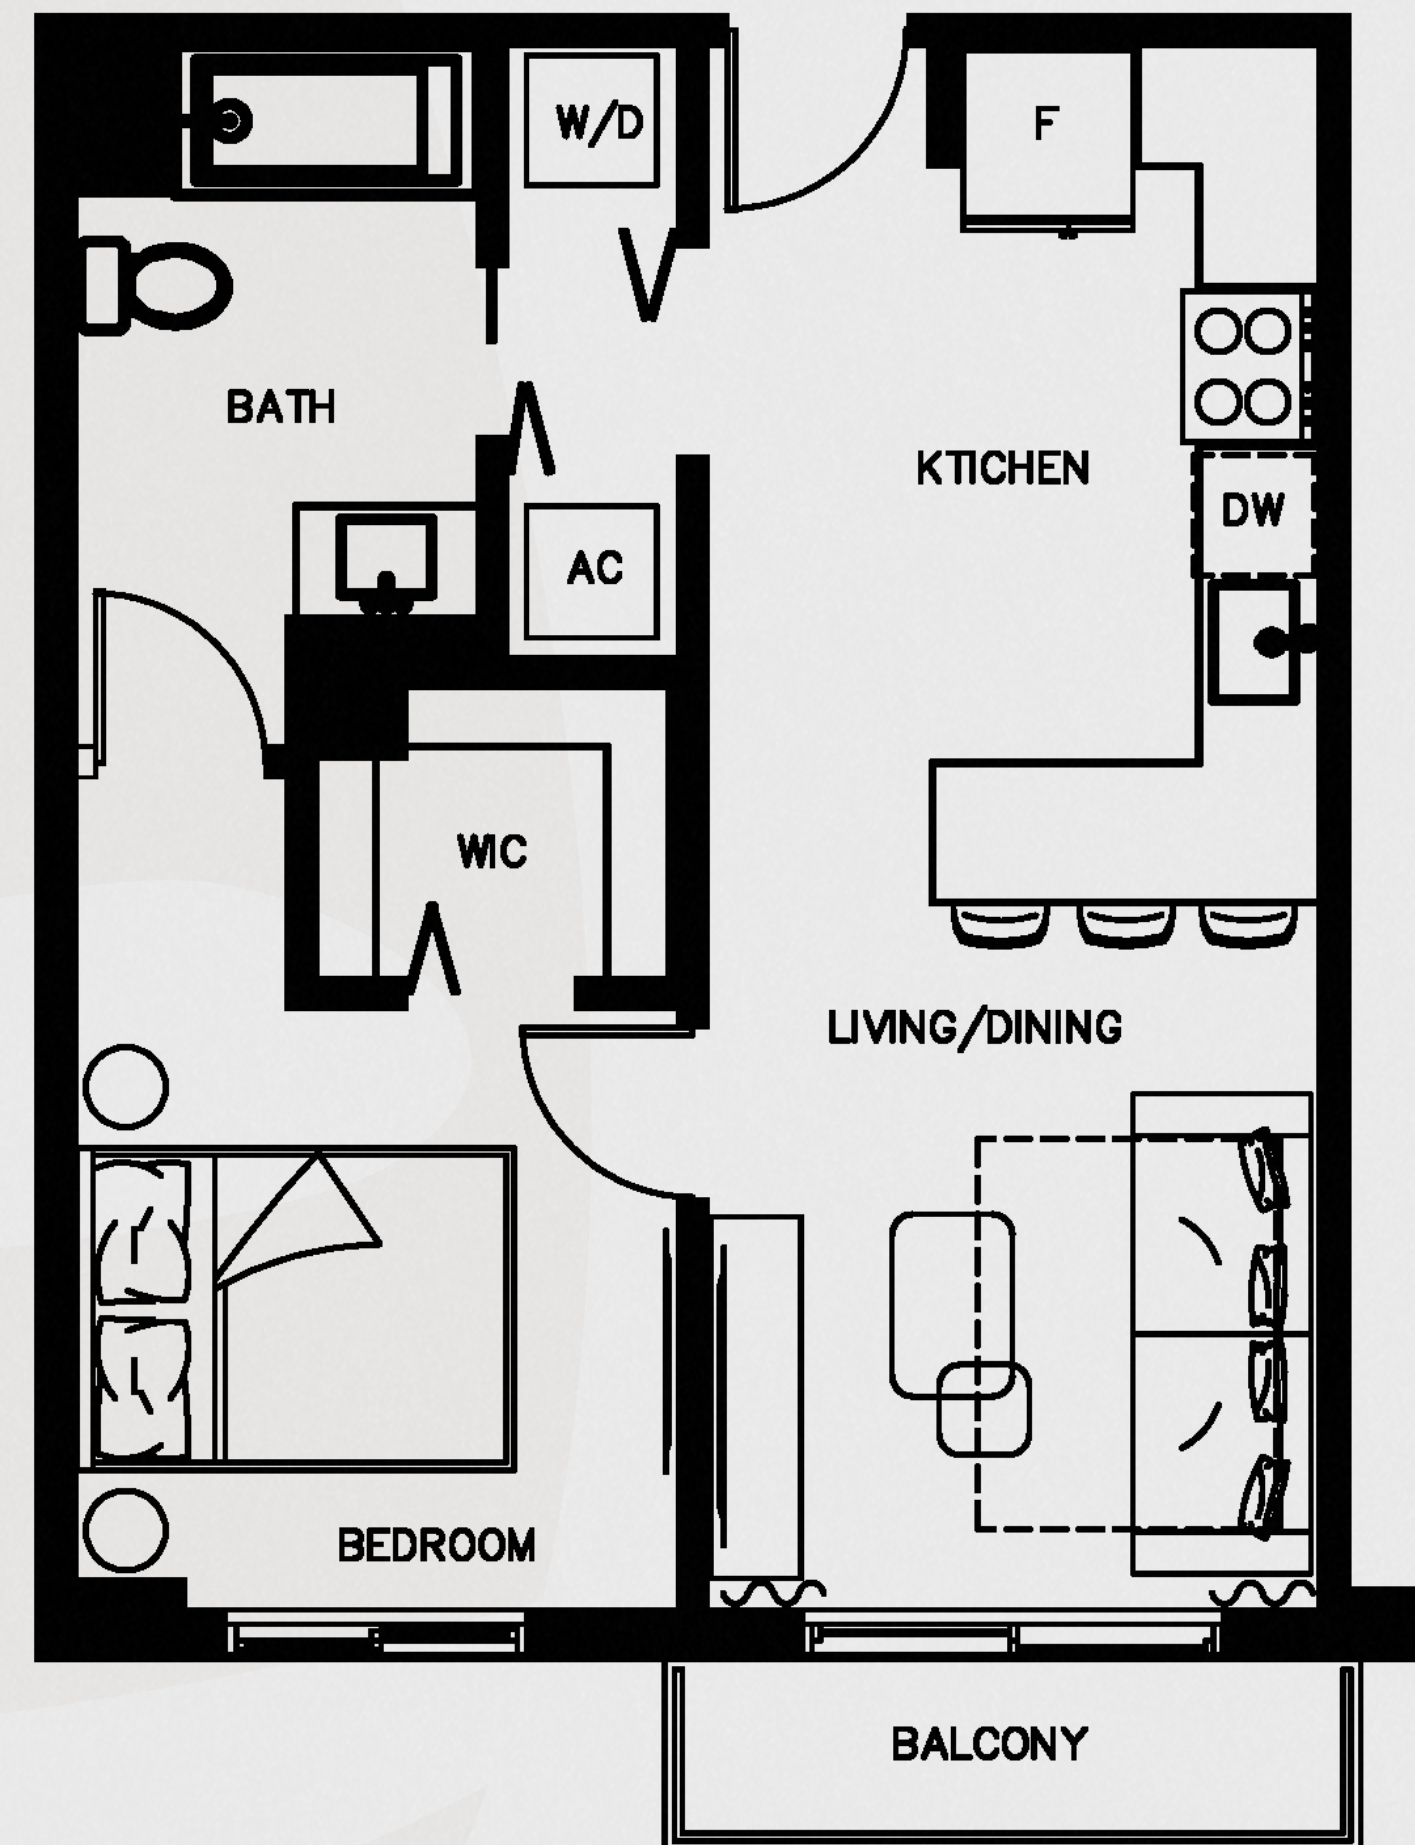 W/D
F
BATH
KTICHEN
DW
AC
WIC
LIVING/DINING
BEDROOM
BALCONY